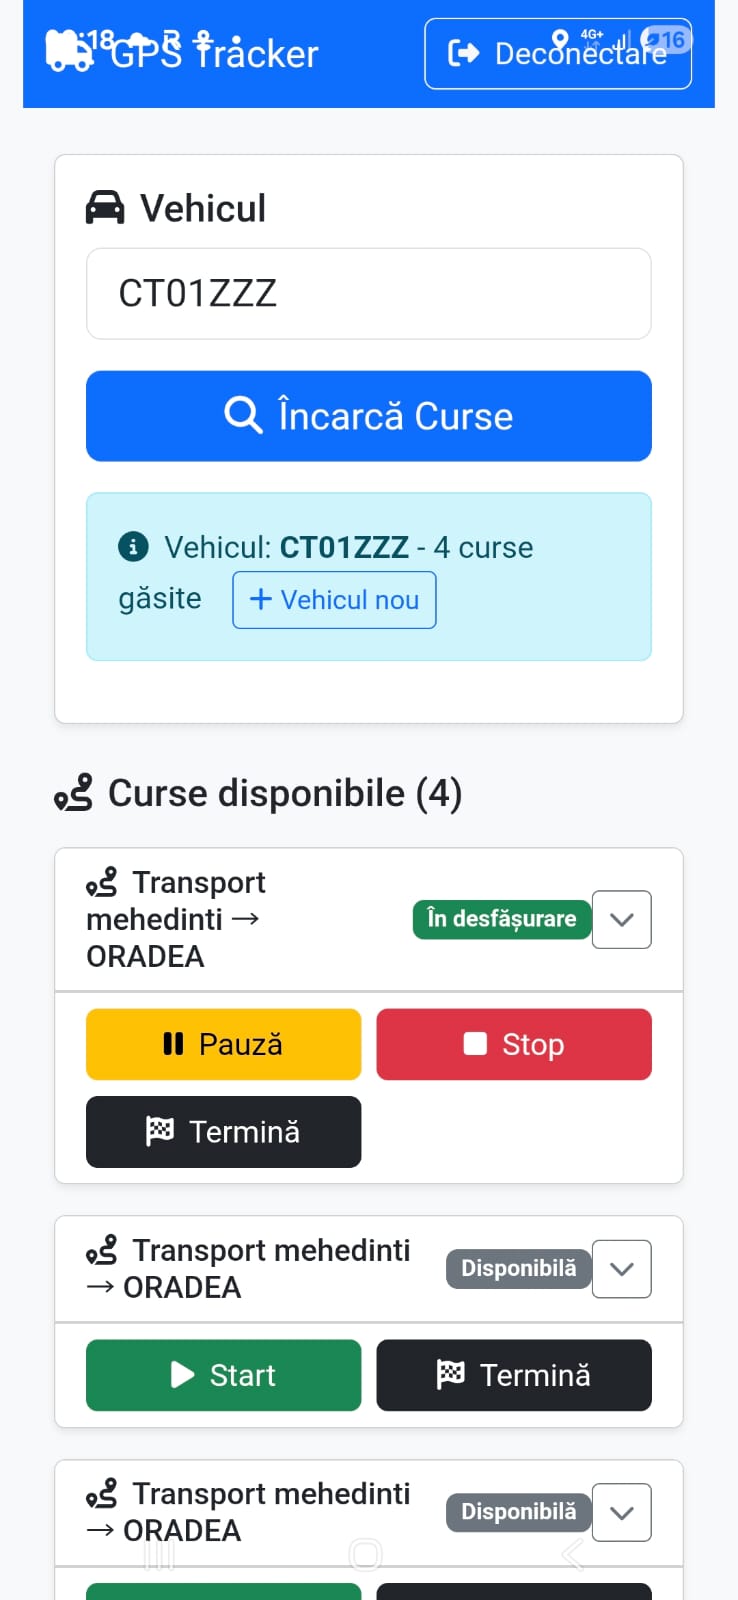 :18
GPS Tracker
4G+
16
Deconectare
Vehicul
CT01ZZZ
Încarcă Curse
Vehicul: CT01ZZZ - 4 curse
găsite
+ Vehicul nou
Curse disponibile (4)
Transport
mehedinti →
ORADEA
În desfășurare
Pauză
Stop
Termină
Transport mehedinti
→ ORADEA
Disponibilă
Start
Termină
Transport mehedinti
→ ORADEA
Disponibilă